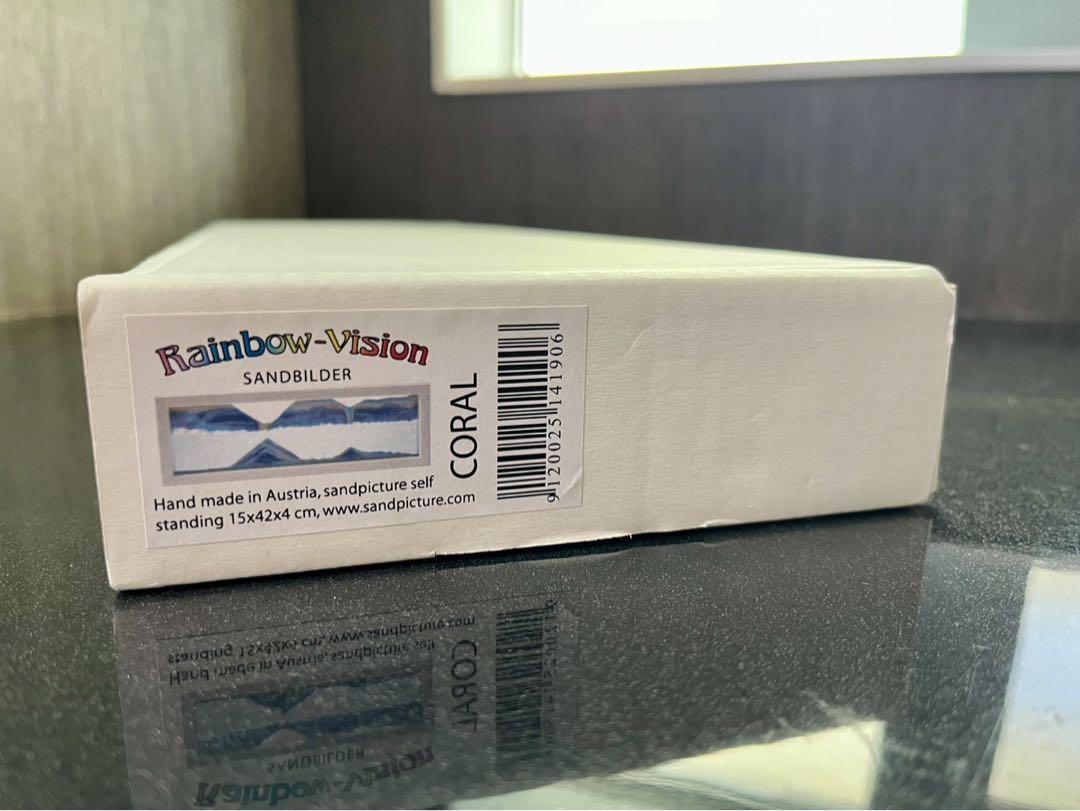 Rainbow-Vision
SANDBILDER
Hand made in Austria, sandpicture self
standing 15x42x4 cm, www.sandpicture.com
CORAL
9120025141906